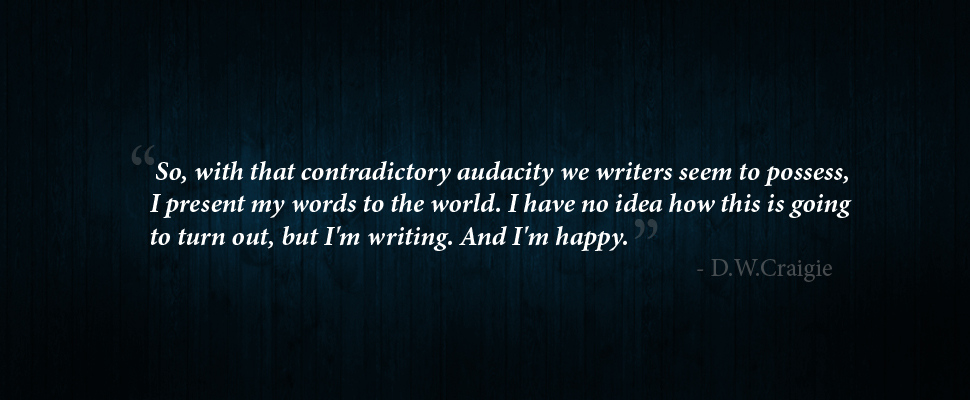 “So, with that contradictory audacity we writers seem to possess,
I present my words to the world. I have no idea how this is going
to turn out, but I'm writing. And I'm happy.”
- D.W.Craigie